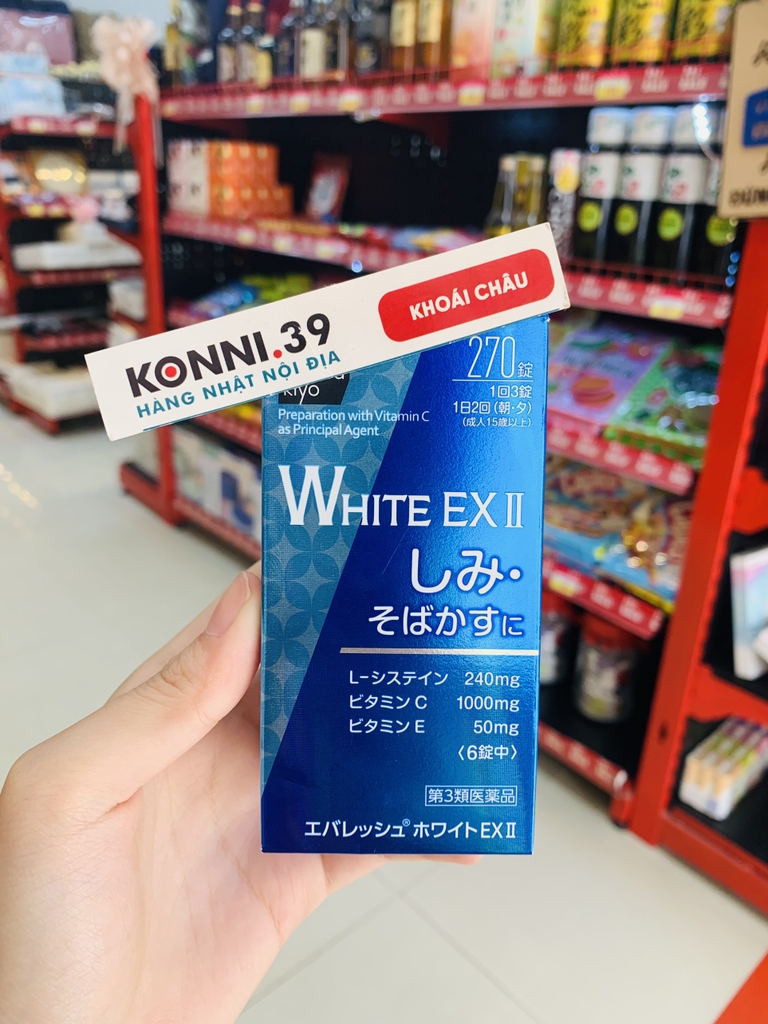 KONNI.39
KHOÁI CHÂU
HÀNG NHẬT NỘI ĐỊA
kiyo
Preparation with Vitamin C
as Principal Agent
270錠
1回3錠
1日2回(朝・夕)
(成人15歳以上)
WHITE EX Ⅱ
しみ・
そばかすに
L-システイン 240mg
ビタミンC 1000mg
ビタミンE 50mg
〈6錠中〉
第3類医薬品
エバレッシュ®ホワイトEXⅡ